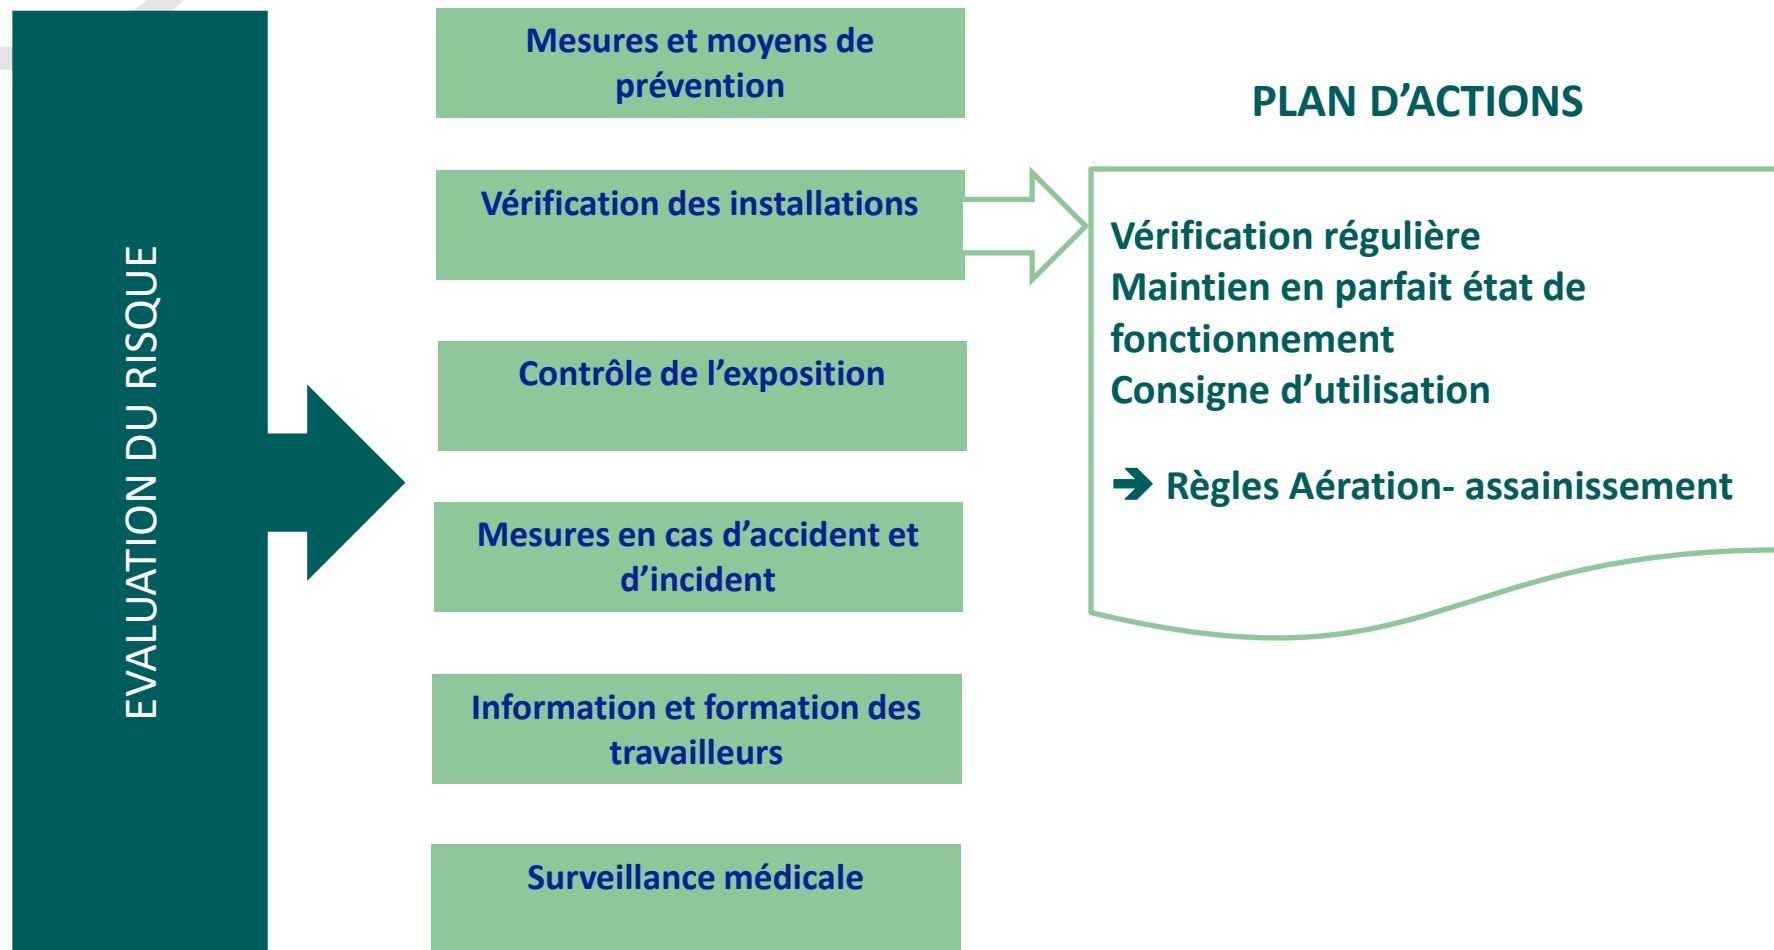 EVALUATION DU RISQUE
Mesures et moyens de
prévention
Vérification des installations
Contrôle de l’exposition
Mesures en cas d’accident et
d’incident
Information et formation des
travailleurs
Surveillance médicale
PLAN D’ACTIONS
Vérification régulière
Maintien en parfait état de
fonctionnement
Consigne d’utilisation
➔ Règles Aération- assainissement